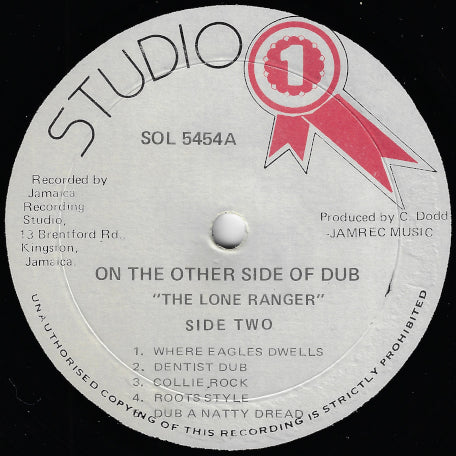 STUDIO
1
SOL 5454A
Recorded by
Jamaica
Recording
Studio,
13 Brentford Rd.,
Kingston,
Jamaica.
Produced by C. Dodd
-JAMREC MUSIC
ON THE OTHER SIDE OF DUB
"THE LONE RANGER"
SIDE TWO
1. WHERE EAGLES DWELLS
2. DENTIST DUB
3. COLLIE ROCK
4. ROOTS STYLE
5. DUB A NATTY DREAD
UNAUTHORISED COPYING OF THIS RECORDING IS STRICTLY PROHIBITED